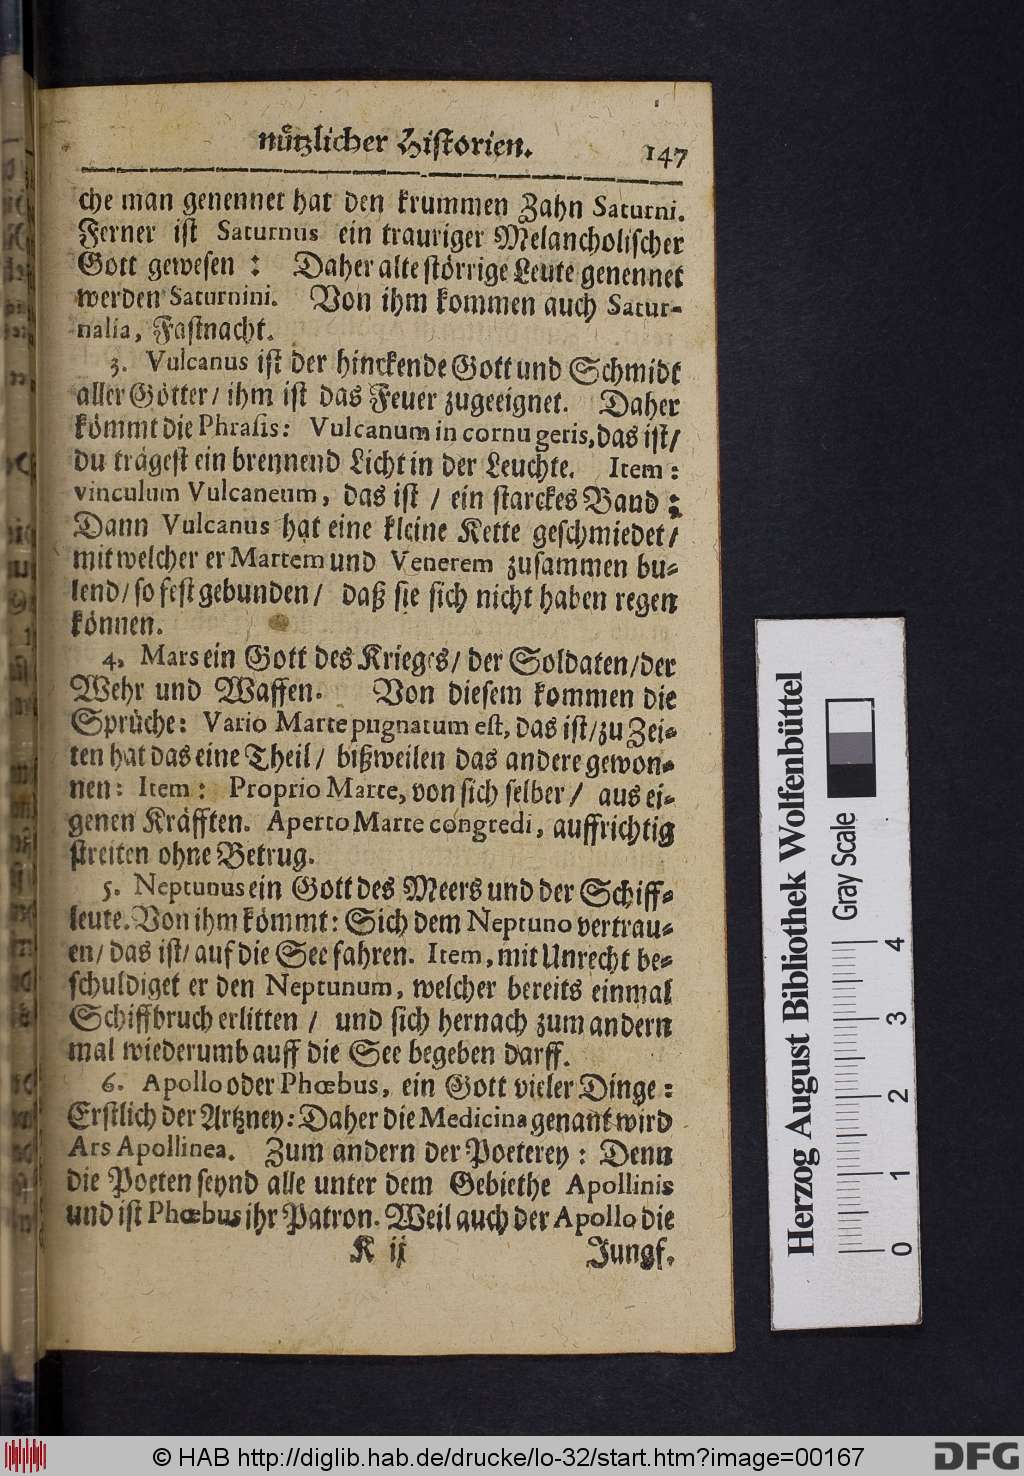 nützlicher Historien. 147
che man genennet hat den krummen Zahn Saturni.
Ferner ist Saturnus ein trauriger Melancholischer
Gott gewesen : Daher alte störrige Leute genennet
werden Saturnini. Von ihm kommen auch Satur-
nalia, Fastnacht.
3. Vulcanus ist der hinckende Gott und Schmidt
aller Götter / ihm ist das Feuer zugeeignet. Daher
kömmt die Phrasis: Vulcanum in cornu geris, das ist /
du trägest ein brennend Licht in der Leuchte. Item :
vinculum Vulcaneum, das ist / ein starckes Band :
Dann Vulcanus hat eine kleine Kette geschmiedet /
mit welcher er Martem und Venerem zusammen bu-
lend / so fest gebunden / daß sie sich nicht haben regen
können.
4. Mars ein Gott des Krieges / der Soldaten / der
Wehr und Waffen. Von diesem kommen die
Sprüche: Vario Marte pugnatum est, das ist / zu Zei-
ten hat das eine Theil / bißweilen das andere gewon-
nen: Item: Proprio Marte, von sich selber / aus ei-
genen Kräfften. Aperto Marte congredi, auffrichtig
streiten ohne Betrug.
5. Neptunus ein Gott des Meers und der Schiff-
leute. Von ihm kömmt: Sich dem Neptuno vertrau-
en / das ist / auf die See fahren. Item, mit Unrecht be-
schuldiget er den Neptunum, welcher bereits einmal
Schiffbruch erlitten / und sich hernach zum andern
mal wiederumb auff die See begeben darff.
6. Apollo oder Phœbus, ein Gott vieler Dinge :
Erstlich der Artzney: Daher die Medicina genant wird
Ars Apollinea. Zum andern der Poeterey : Denn
die Poeten seynd alle unter dem Gebiethe Apollinis
und ist Phœbus ihr Patron. Weil auch der Apollo die
K ij Jungf.
Herzog August Bibliothek Wolfenbüttel
Gray Scale
0 1 2 3 4
© HAB http://diglib.hab.de/drucke/lo-32/start.htm?image=00167
DFG